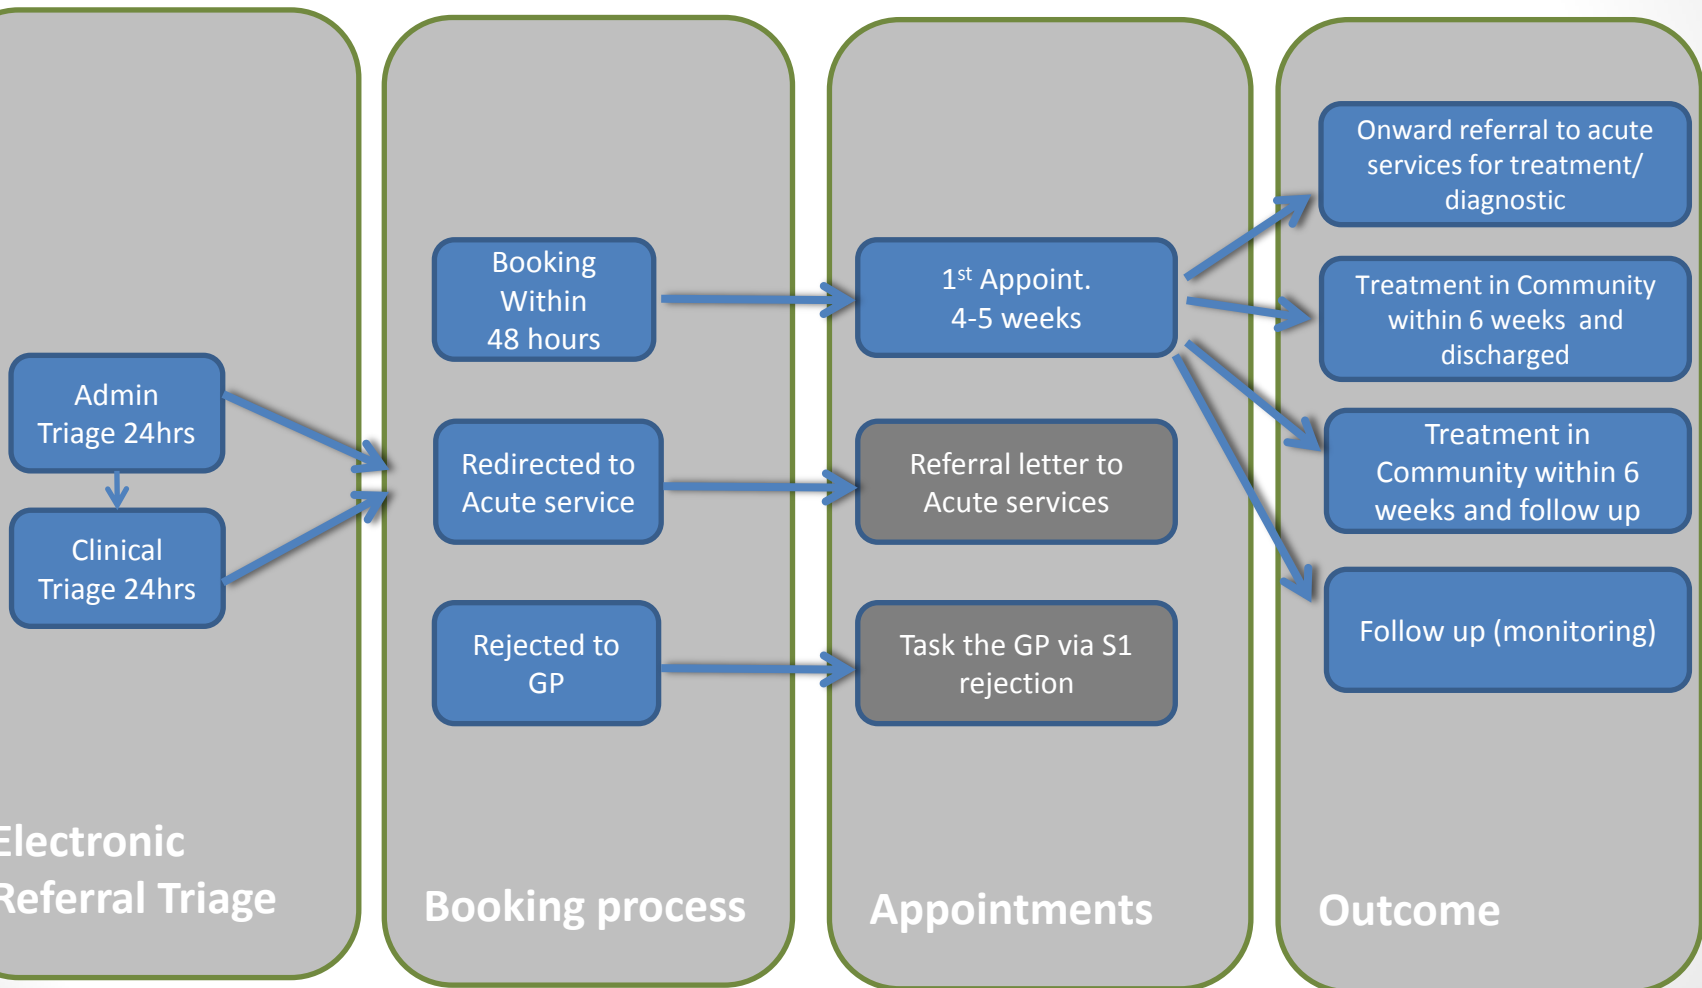 Admin
Triage 24hrs
Clinical
Triage 24hrs
Electronic
Referral Triage
Booking
Within
48 hours
Redirected to
Acute service
Rejected to
GP
Booking process
1st Appoint.
4-5 weeks
Referral letter to
Acute services
Task the GP via S1
rejection
Appointments
Onward referral to acute
services for treatment/
diagnostic
Treatment in Community
within 6 weeks and
discharged
Treatment in
Community within 6
weeks and follow up
Follow up (monitoring)
Outcome